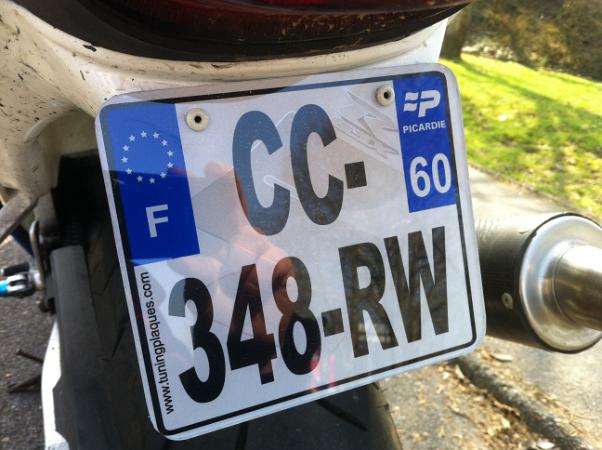 CC-
348-RW
F
PICARDIE
60
www.tuningplaques.com